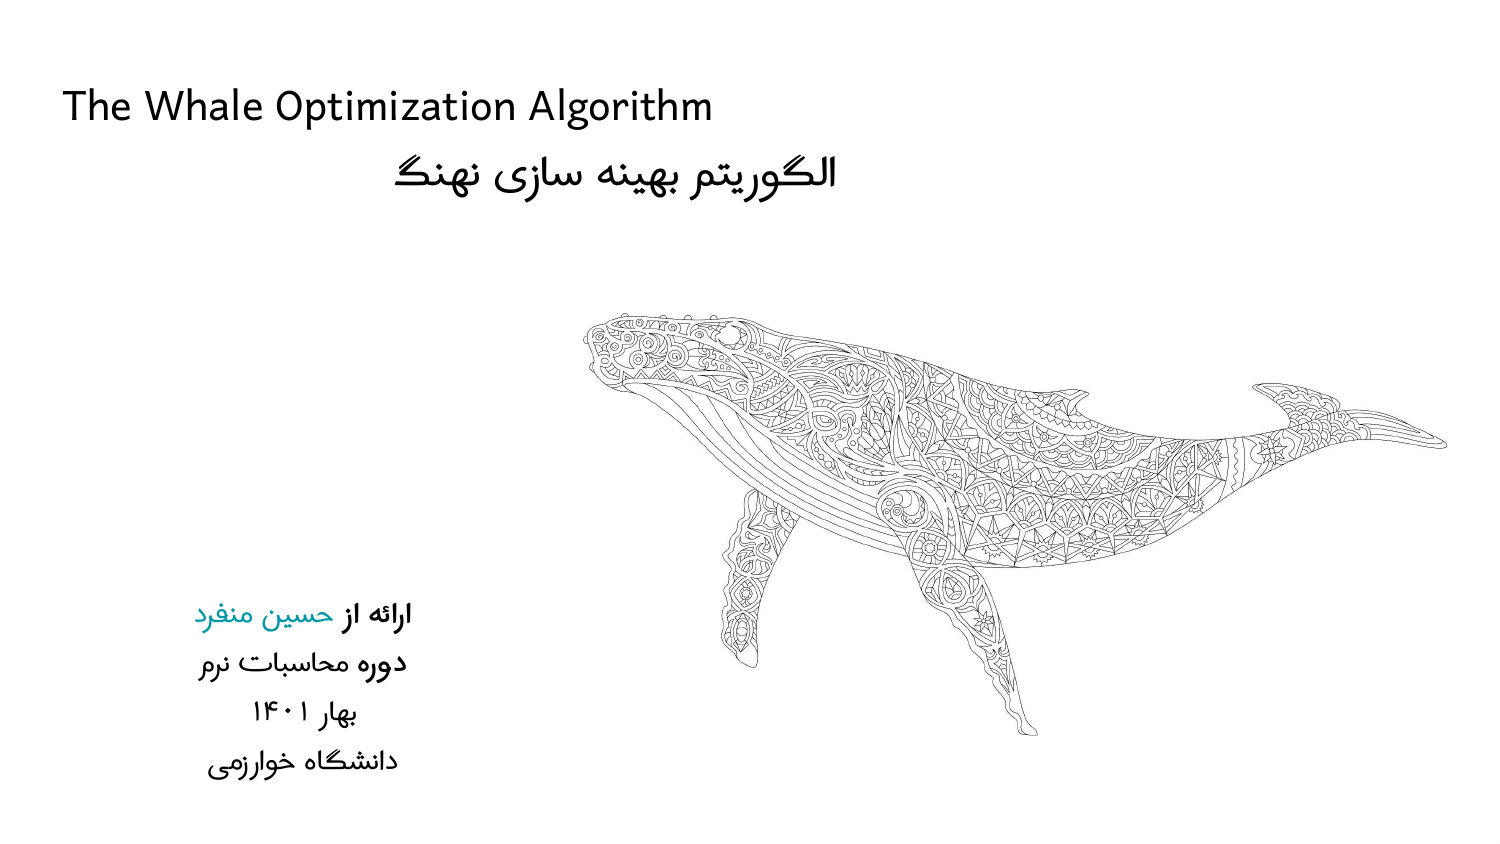 The Whale Optimization Algorithm
الگوریتم بهینه سازی نهنگ
ارائه از حسین منفرد
دوره محاسبات نرم
بهار ۱۴۰۱
دانشگاه خوارزمی